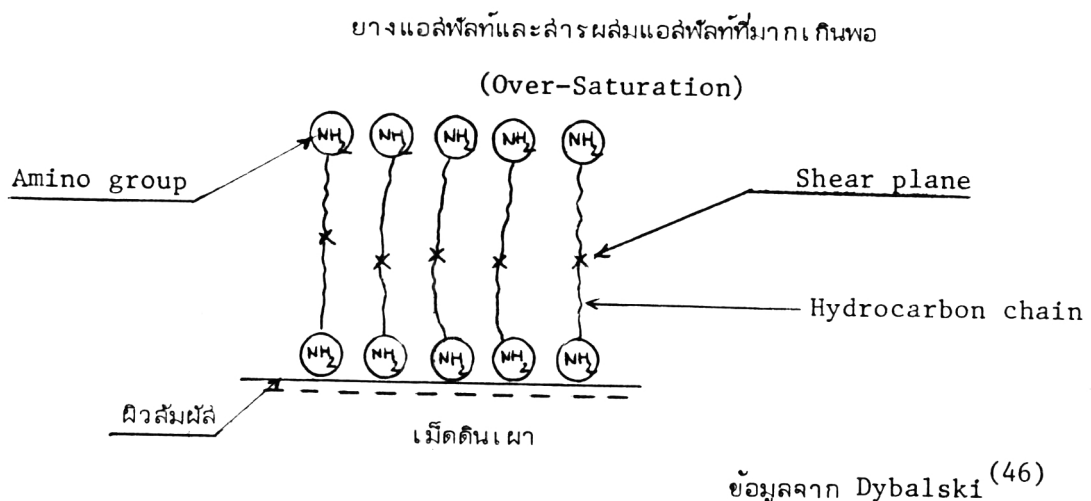 ยางแอสฟัลท์และสารผสมแอสฟัลท์ที่มากเกินพอ
(Over-Saturation)
NH2 NH2 NH2 NH2 NH2
Amino group
Shear plane
Hydrocarbon chain
NH2 NH2 NH2 NH2 NH2
ผิวสัมผัส
เม็ดดินเผา
ข้อมูลจาก Dybalski (46)